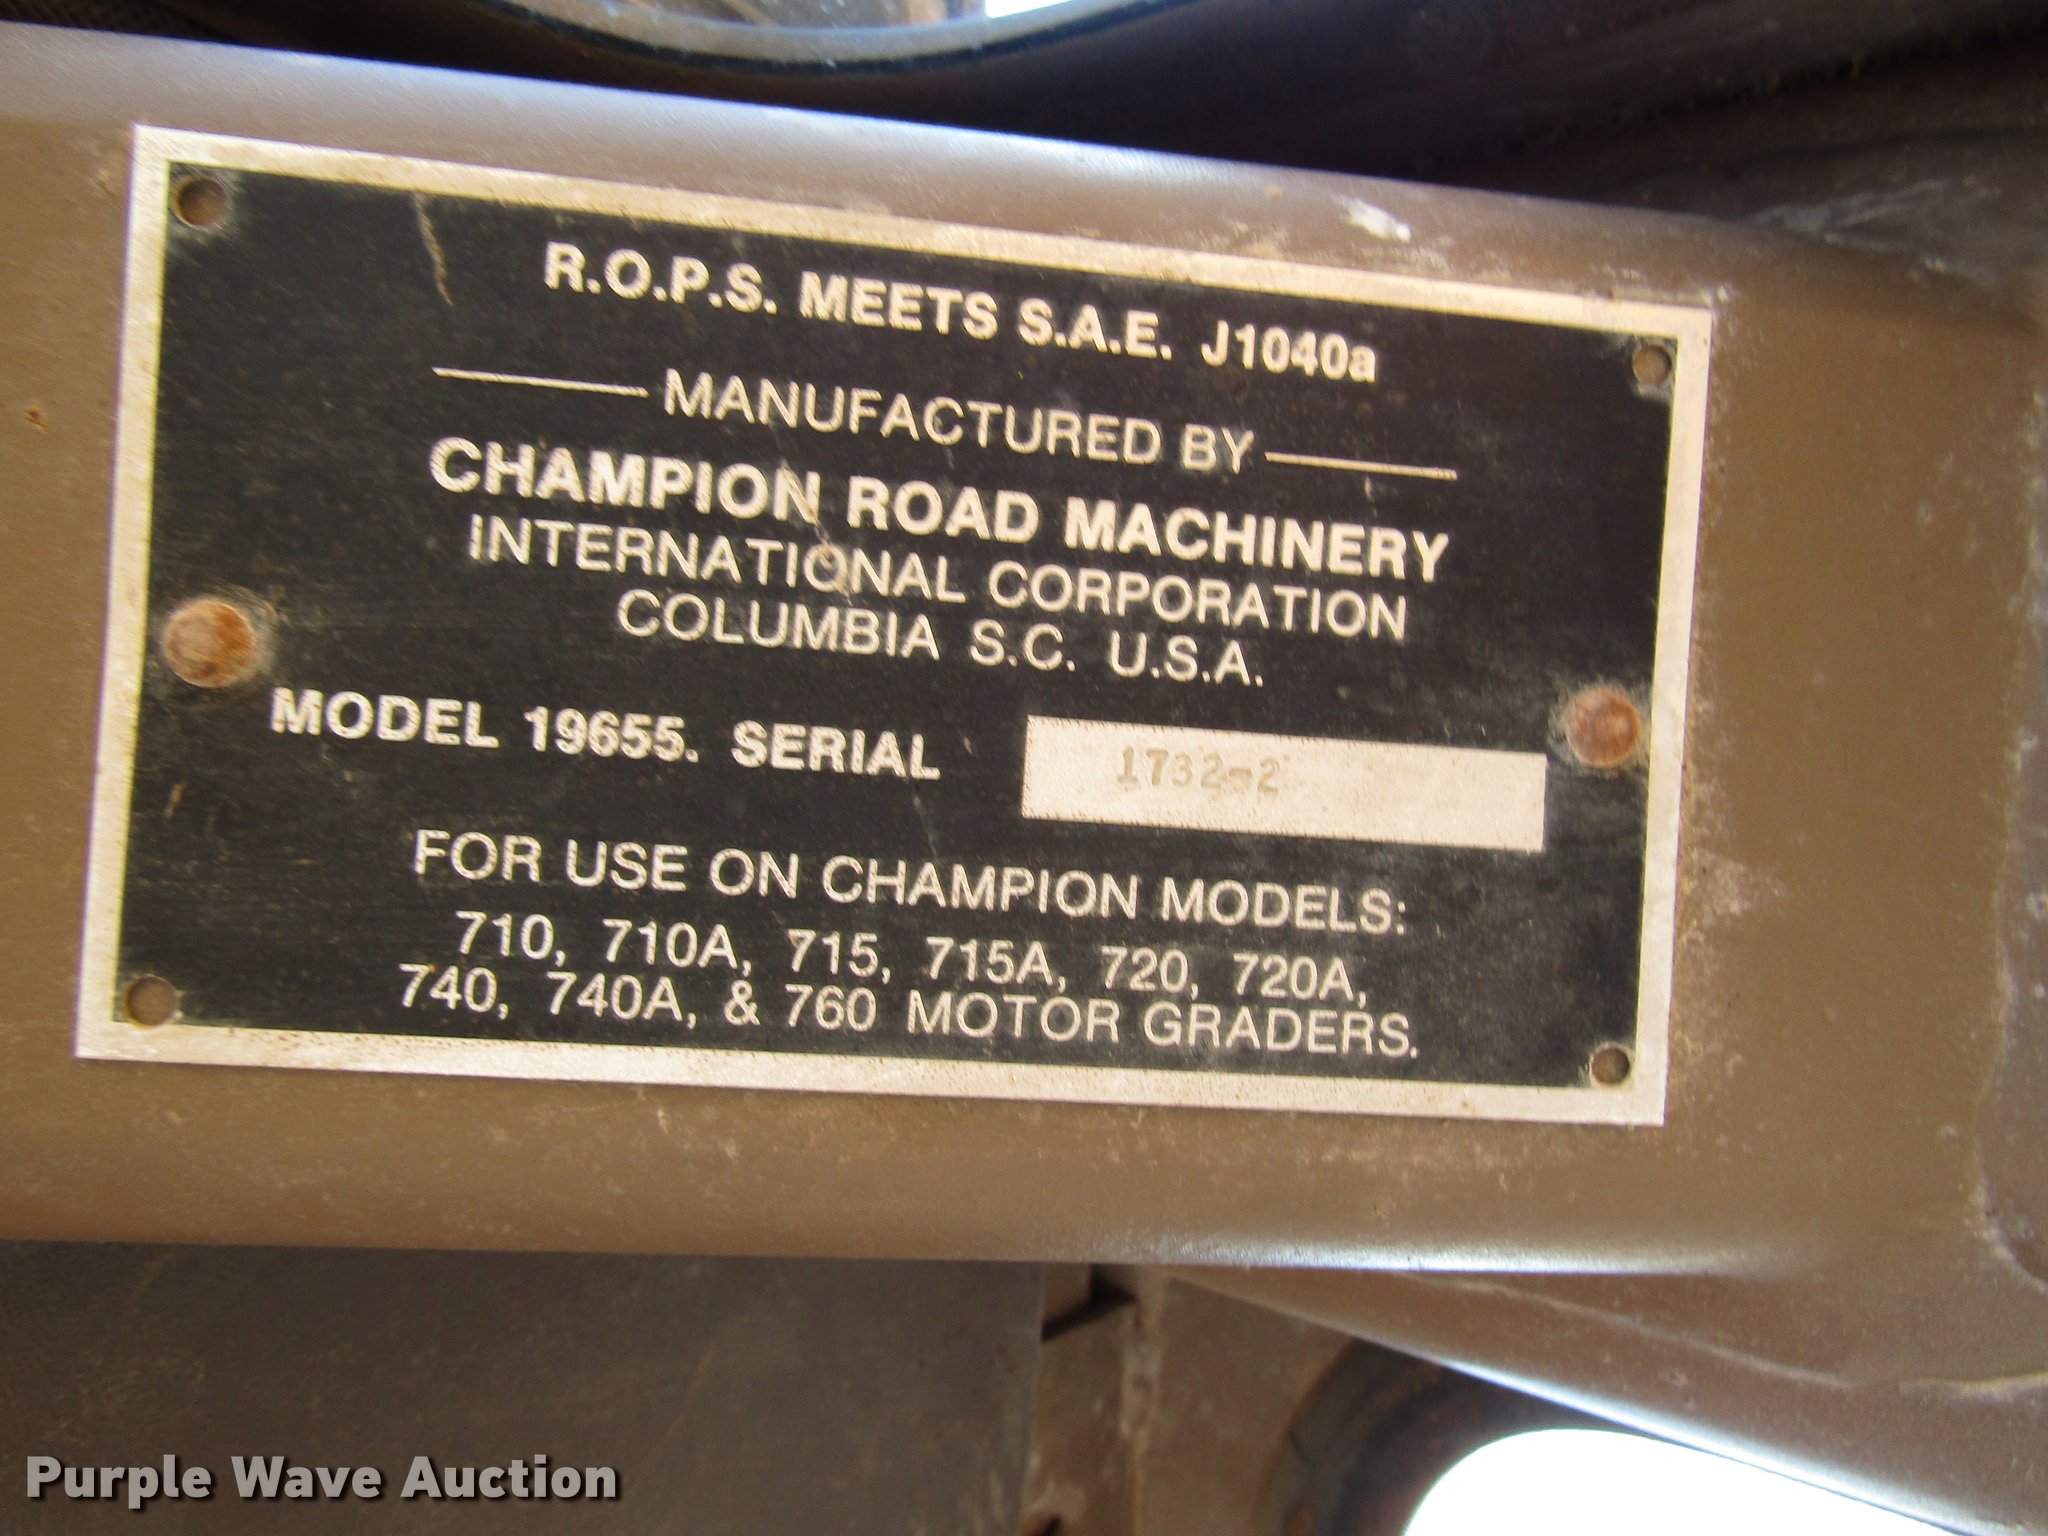 R.O.P.S. MEETS S.A.E. J1040a
MANUFACTURED BY
CHAMPION ROAD MACHINERY
INTERNATIONAL CORPORATION
COLUMBIA S.C. U.S.A.
MODEL 19655. SERIAL 1732-2
FOR USE ON CHAMPION MODELS:
710, 710A, 715, 715A, 720, 720A,
740, 740A, & 760 MOTOR GRADERS.
Purple Wave Auction